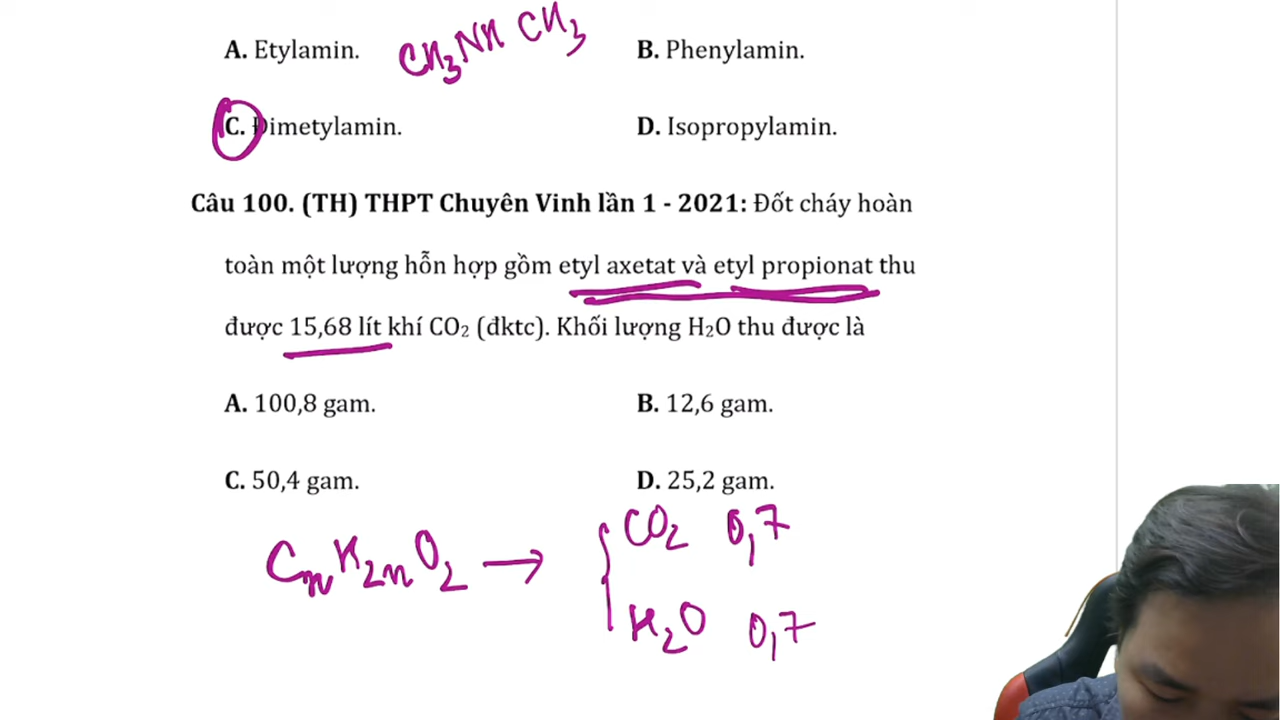 A. Etylamin. CH3NH CH3 B. Phenylamin.
C. Dimetylamin. D. Isopropylamin.
Câu 100. (TH) THPT Chuyên Vinh lần 1 - 2021: Đốt cháy hoàn
toàn một lượng hỗn hợp gồm etyl axetat và etyl propionat thu
được 15,68 lít khí CO₂ (đktc). Khối lượng H₂O thu được là
A. 100,8 gam. B. 12,6 gam.
C. 50,4 gam. D. 25,2 gam.
CnH2nO2 → { CO2 0,7
H2O 0,7